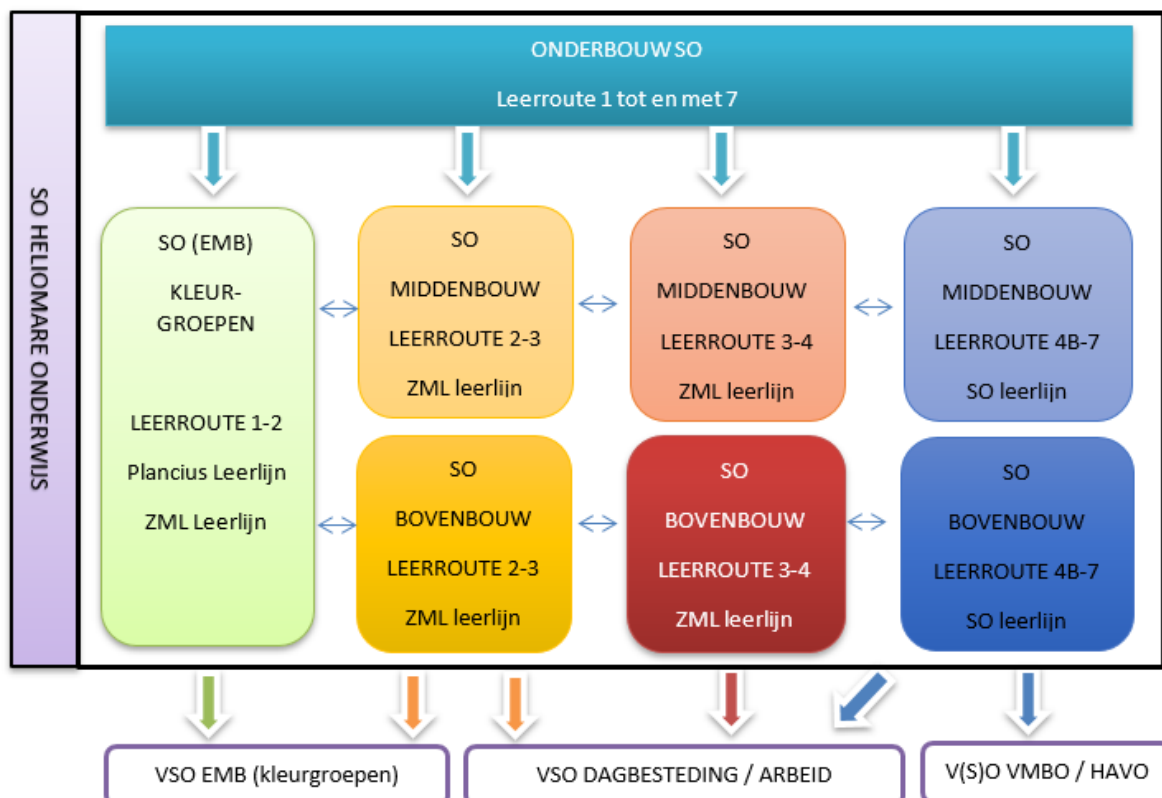 SO HELIOMARE ONDERWIJS
ONDERBOUW SO
Leerroute 1 tot en met 7
SO (EMB)
KLEUR-
GROEPEN
LEERROUTE 1-2
Plancius Leerlijn
ZML Leerlijn
SO
MIDDENBOUW
LEERROUTE 2-3
ZML leerlijn
SO
MIDDENBOUW
LEERROUTE 3-4
ZML leerlijn
SO
MIDDENBOUW
LEERROUTE 4B-7
SO leerlijn
SO
BOVENBOUW
LEERROUTE 2-3
ZML leerlijn
SO
BOVENBOUW
LEERROUTE 3-4
ZML leerlijn
SO
BOVENBOUW
LEERROUTE 4B-7
SO leerlijn
VSO EMB (kleurgroepen)
VSO DAGBESTEDING / ARBEID
V(S)O VMBO / HAVO